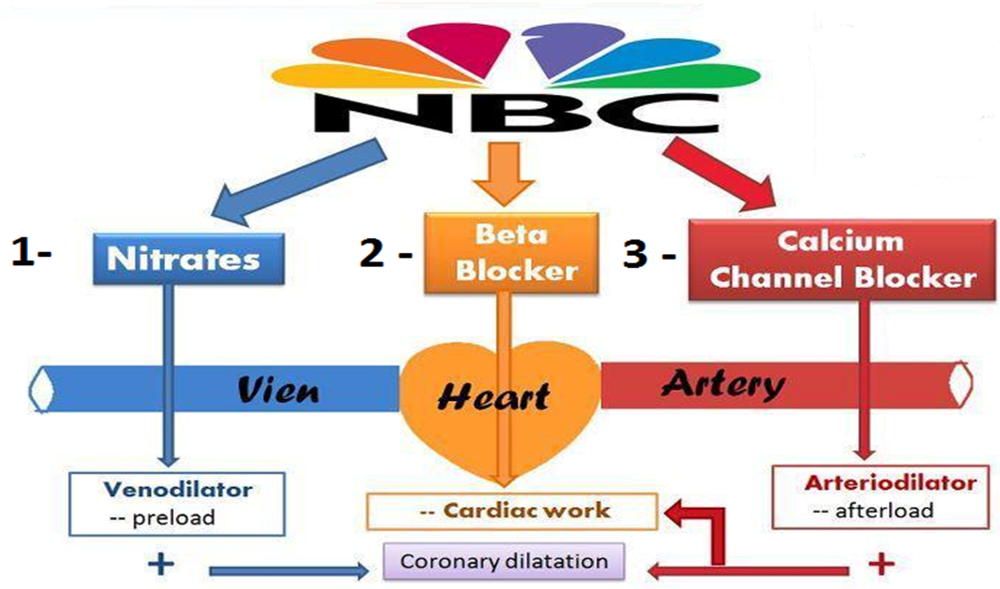 NBC
1-
Nitrates
2 -
Beta
Blocker
3 -
Calcium
Channel Blocker
Vien
Heart
Artery
Venodilator
-- preload
-- Cardiac work
Arteriodilator
-- afterload
+
Coronary dilatation
+